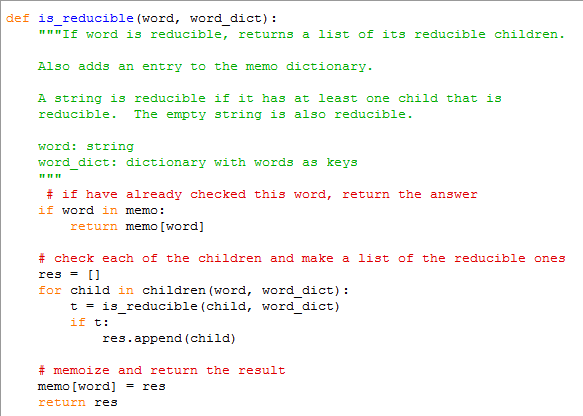 def is_reducible(word, word_dict):
    """If word is reducible, returns a list of its reducible children.

    Also adds an entry to the memo dictionary.

    A string is reducible if it has at least one child that is
    reducible.  The empty string is also reducible.

    word: string
    word_dict: dictionary with words as keys
    """
     # if have already checked this word, return the answer
    if word in memo:
        return memo[word]

    # check each of the children and make a list of the reducible ones
    res = []
    for child in children(word, word_dict):
        t = is_reducible(child, word_dict)
        if t:
            res.append(child)

    # memoize and return the result
    memo[word] = res
    return res